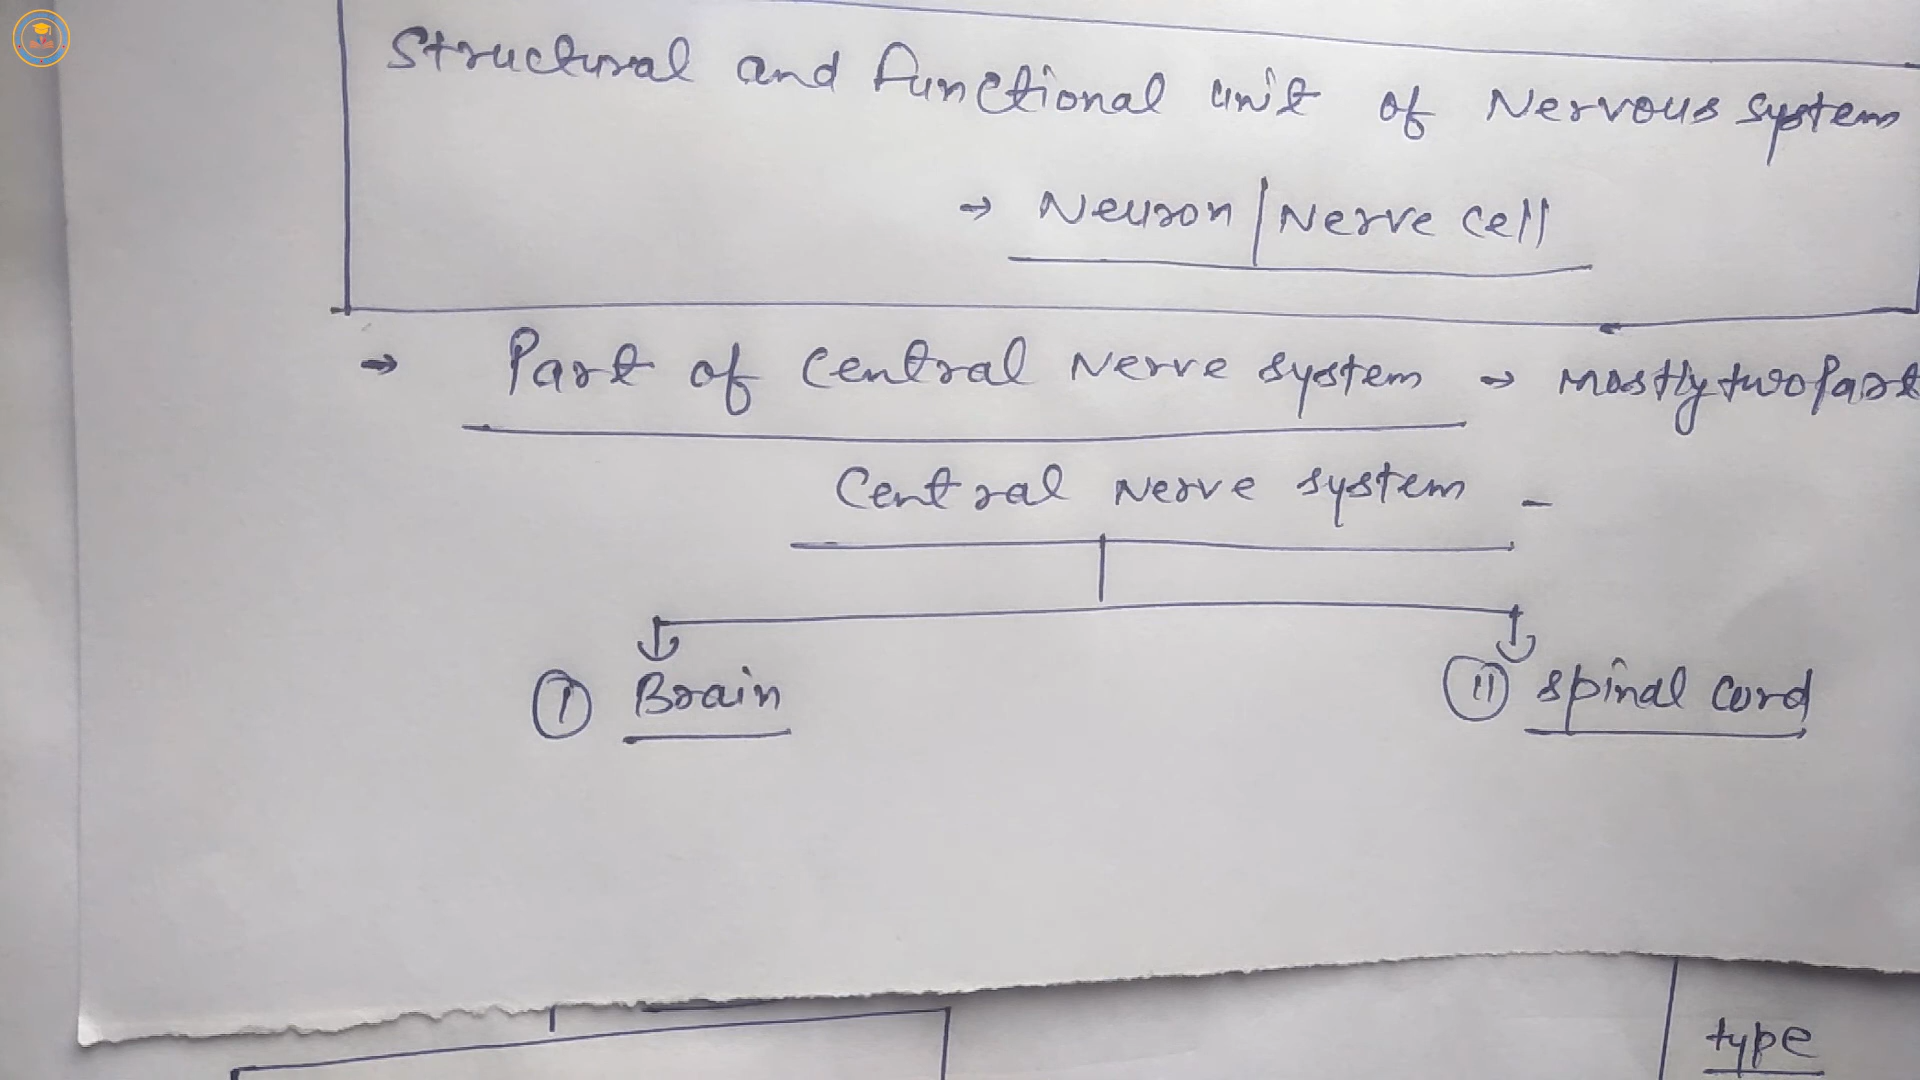 Structural and functional unit of Nervous system
→ Neuron | Nerve cell
→ Part of Central Nerve system → mostly two part
Central Nerve system -
I Brain
II spinal cord
type